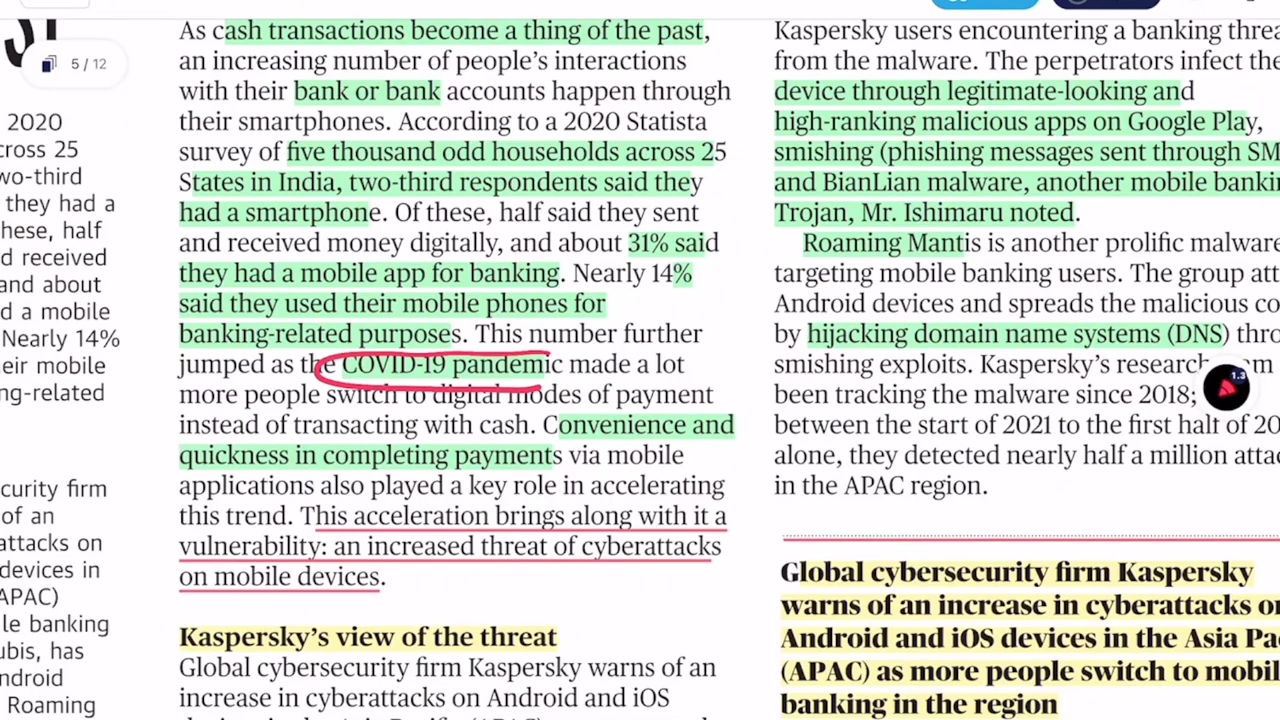 5 / 12
2020
cross 25
two-third
they had a
hese, half
d received
and about
d a mobile
Nearly 14%
eir mobile
ng-related
curity firm
of an
attacks on
devices in
APAC)
le banking
ubis, has
ndroid
Roaming
As cash transactions become a thing of the past,
an increasing number of people’s interactions
with their bank or bank accounts happen through
their smartphones. According to a 2020 Statista
survey of five thousand odd households across 25
States in India, two-third respondents said they
had a smartphone. Of these, half said they sent
and received money digitally, and about 31% said
they had a mobile app for banking. Nearly 14%
said they used their mobile phones for
banking-related purposes. This number further
jumped as the COVID-19 pandemic made a lot
more people switch to digital modes of payment
instead of transacting with cash. Convenience and
quickness in completing payments via mobile
applications also played a key role in accelerating
this trend. This acceleration brings along with it a
vulnerability: an increased threat of cyberattacks
on mobile devices.
Kaspersky’s view of the threat
Global cybersecurity firm Kaspersky warns of an
increase in cyberattacks on Android and iOS
Kaspersky users encountering a banking threa
from the malware. The perpetrators infect the
device through legitimate-looking and
high-ranking malicious apps on Google Play,
smishing (phishing messages sent through SM
and BianLian malware, another mobile bankin
Trojan, Mr. Ishimaru noted.
Roaming Mantis is another prolific malware
targeting mobile banking users. The group att
Android devices and spreads the malicious co
by hijacking domain name systems (DNS) thro
smishing exploits. Kaspersky’s research m
been tracking the malware since 2018; 1.3
between the start of 2021 to the first half of 20
alone, they detected nearly half a million attac
in the APAC region.
Global cybersecurity firm Kaspersky
warns of an increase in cyberattacks on
Android and iOS devices in the Asia Pac
(APAC) as more people switch to mobil
banking in the region